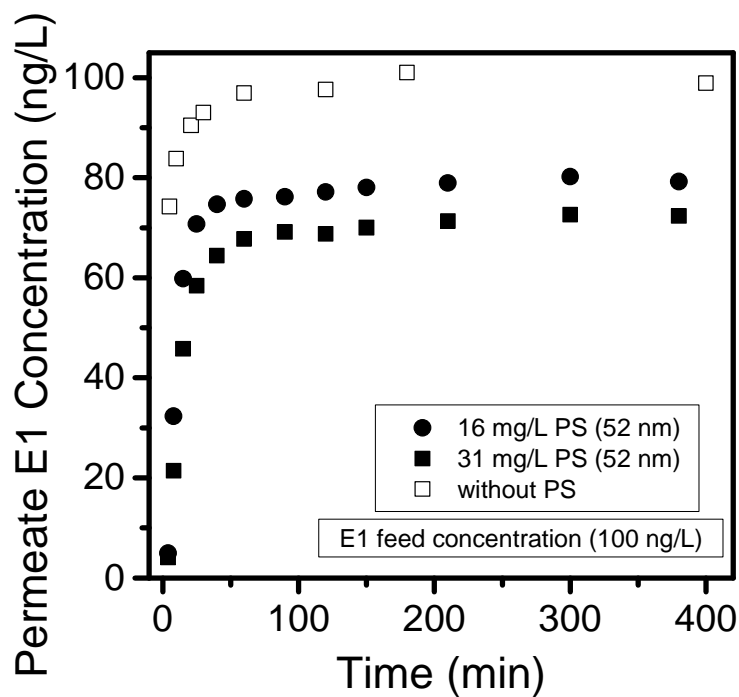 Permeate E1 Concentration (ng/L)
100
80
60
40
20
0
16 mg/L PS (52 nm)
31 mg/L PS (52 nm)
without PS
E1 feed concentration (100 ng/L)
0 100 200 300 400
Time (min)